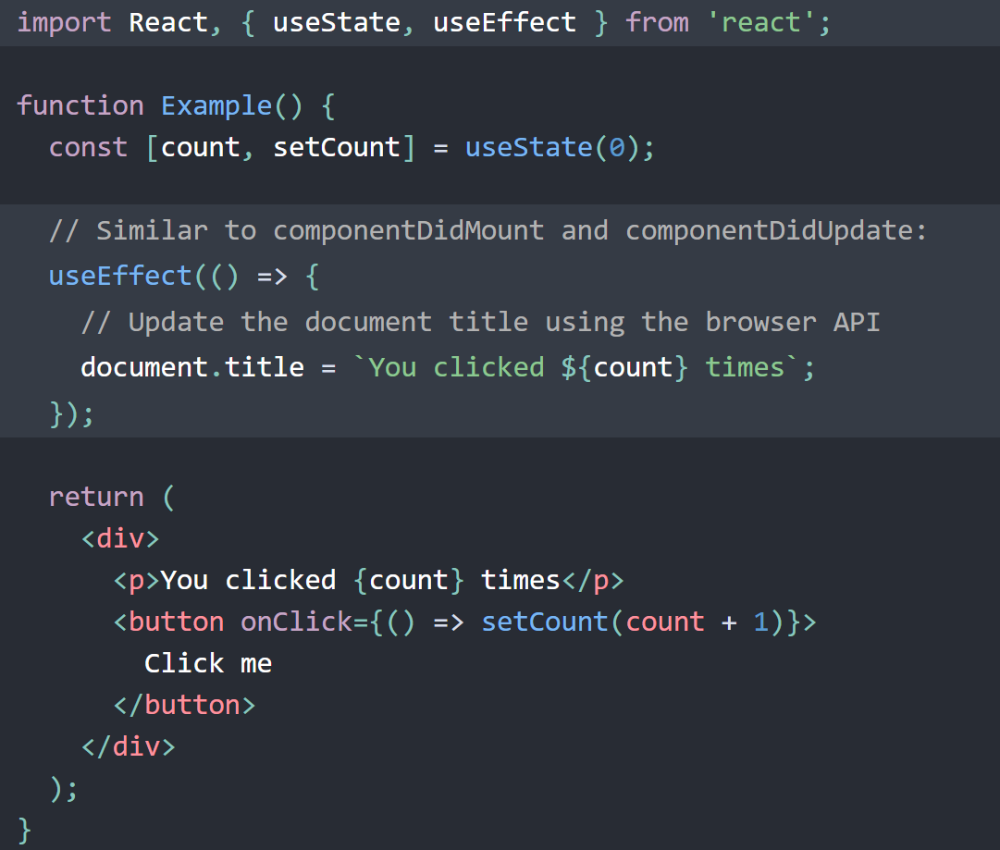 import React, { useState, useEffect } from 'react';

function Example() {
  const [count, setCount] = useState(0);

  // Similar to componentDidMount and componentDidUpdate:
  useEffect(() => {
    // Update the document title using the browser API
    document.title = `You clicked ${count} times`;
  });

  return (
    <div>
      <p>You clicked {count} times</p>
      <button onClick={() => setCount(count + 1)}>
        Click me
      </button>
    </div>
  );
}